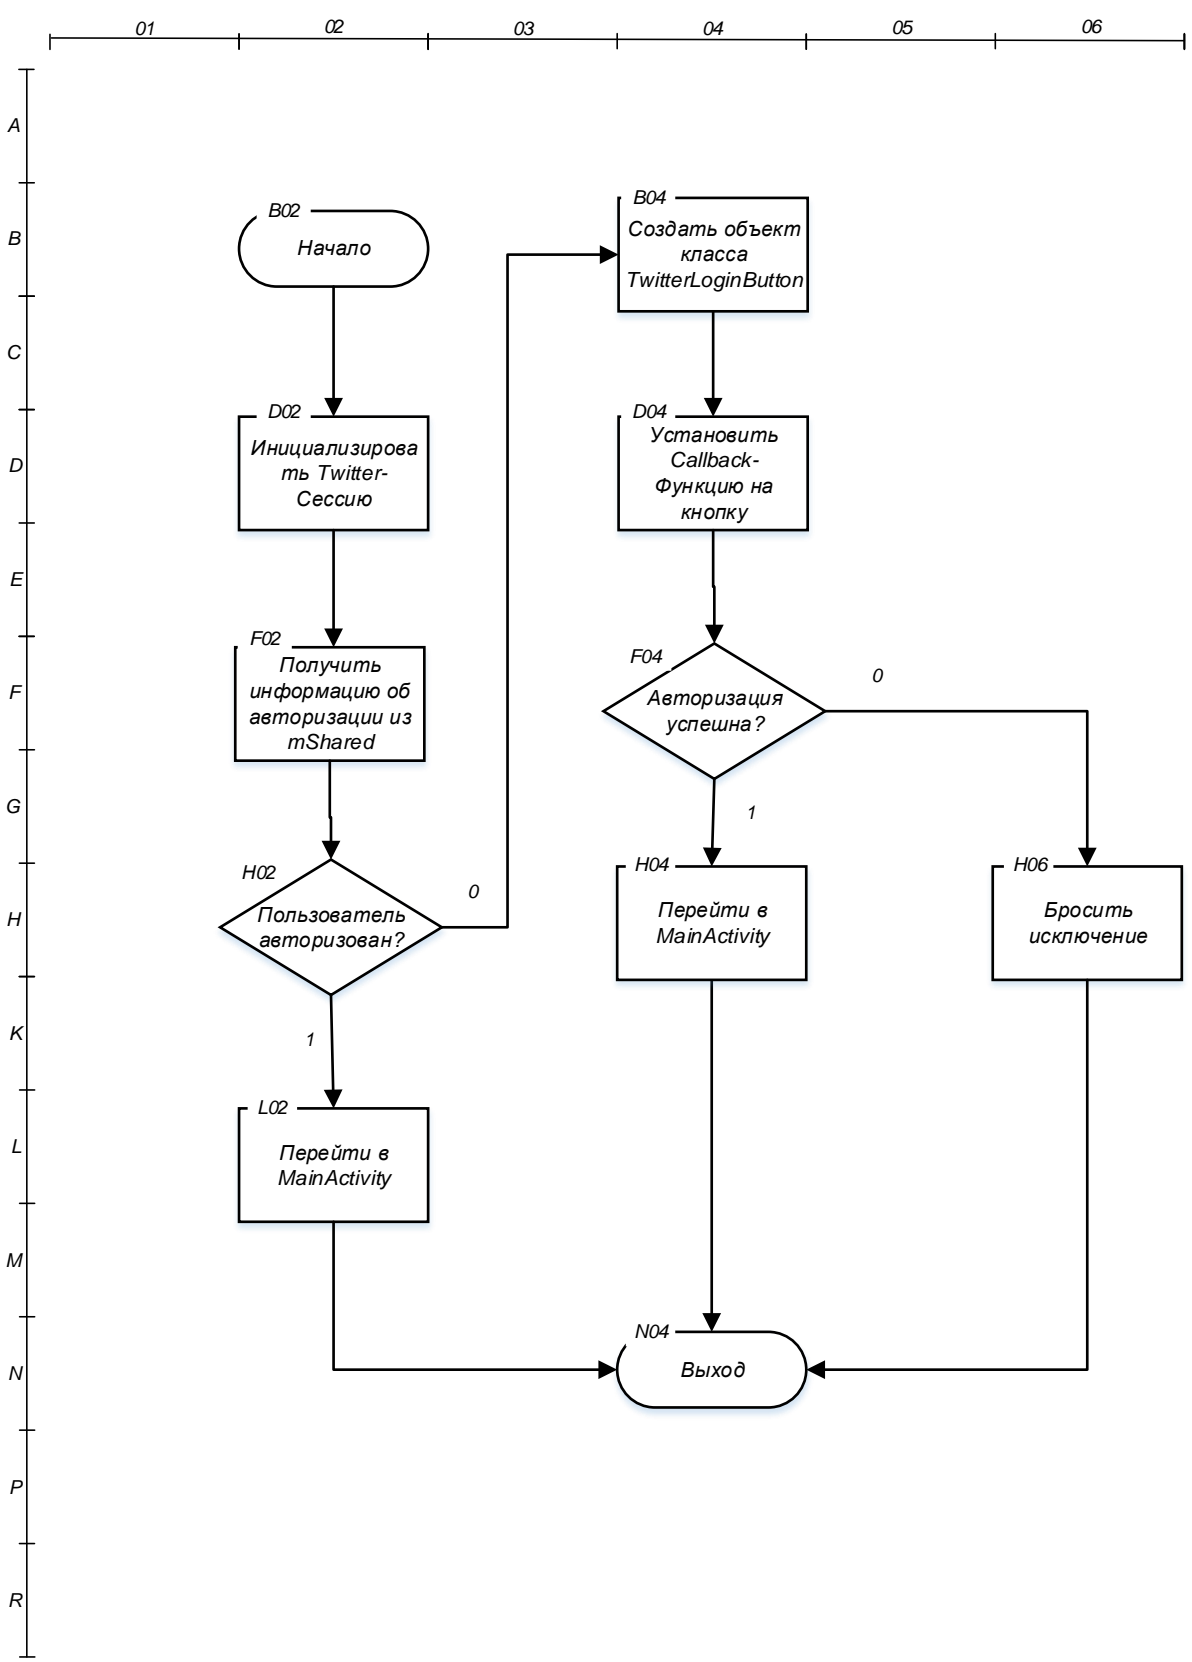 01
02
03
04
05
06
A
B
C
D
E
F
G
H
K
L
M
N
P
R
B02
Начало
D02
Инициализирова
ть Twitter-
Сессию
F02
Получить
информацию об
авторизации из
mShared
H02
Пользователь
авторизован?
0
1
L02
Перейти в
MainActivity
B04
Создать объект
класса
TwitterLoginButton
D04
Установить
Callback-
Функцию на
кнопку
F04
Авторизация
успешна?
0
1
H04
Перейти в
MainActivity
H06
Бросить
исключение
N04
Выход